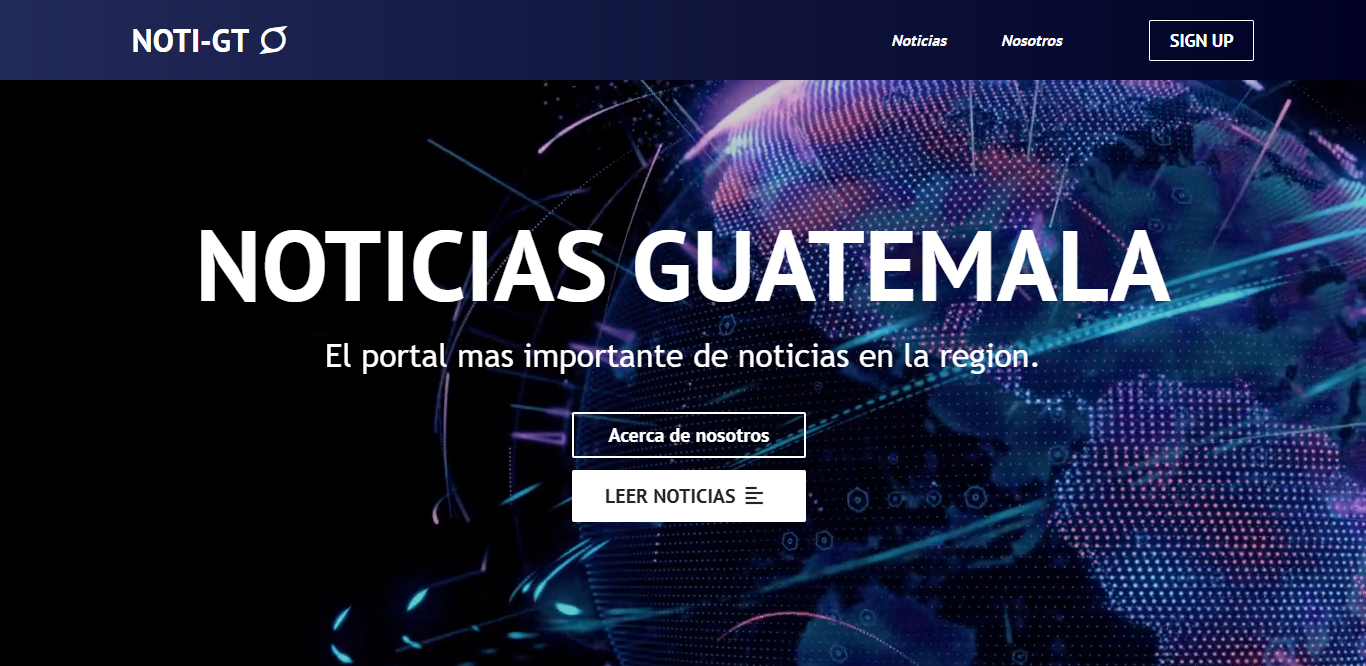 NOTI-GT
Noticias
Nosotros
SIGN UP
NOTICIAS GUATEMALA
El portal mas importante de noticias en la region.
Acerca de nosotros
LEER NOTICIAS